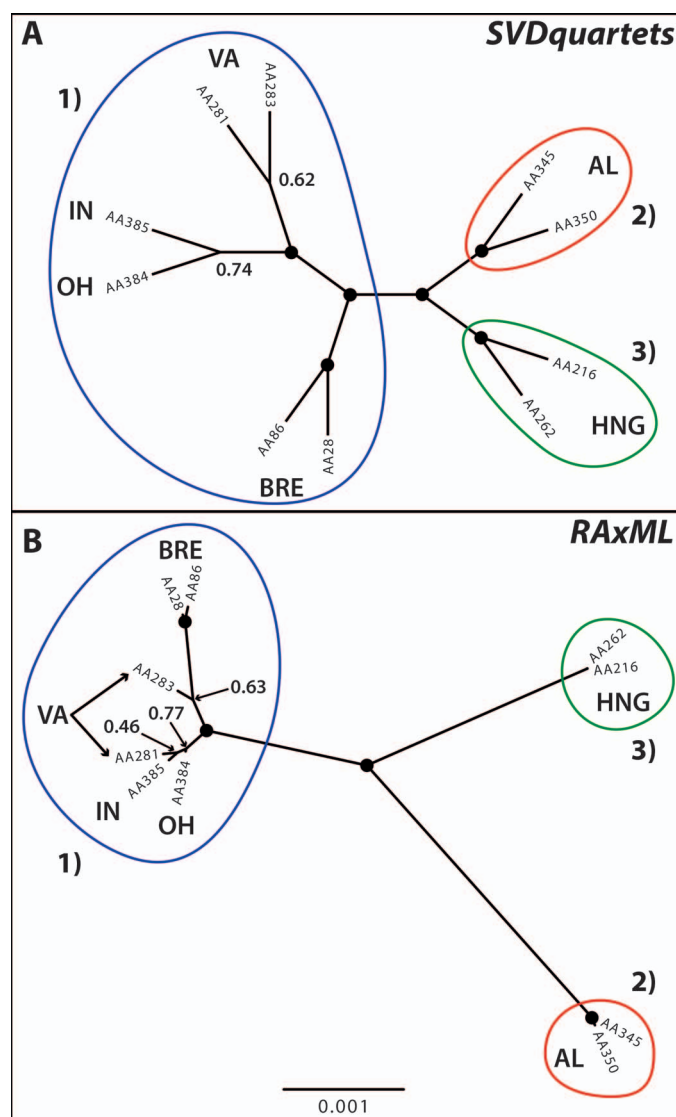 A
SVDquartets
1)
VA
AA281
AA283
0.62
IN
AA385
OH
AA384
0.74
AA86
AA28
BRE
AA345
AL
AA350
2)
3)
AA216
AA262
HNG
B
RAxML
BRE
AA28
AA86
AA283
0.63
VA
0.46
0.77
AA281
AA385
AA384
IN
OH
1)
AA262
AA216
HNG
3)
2)
AA345
AA350
AL
0.001